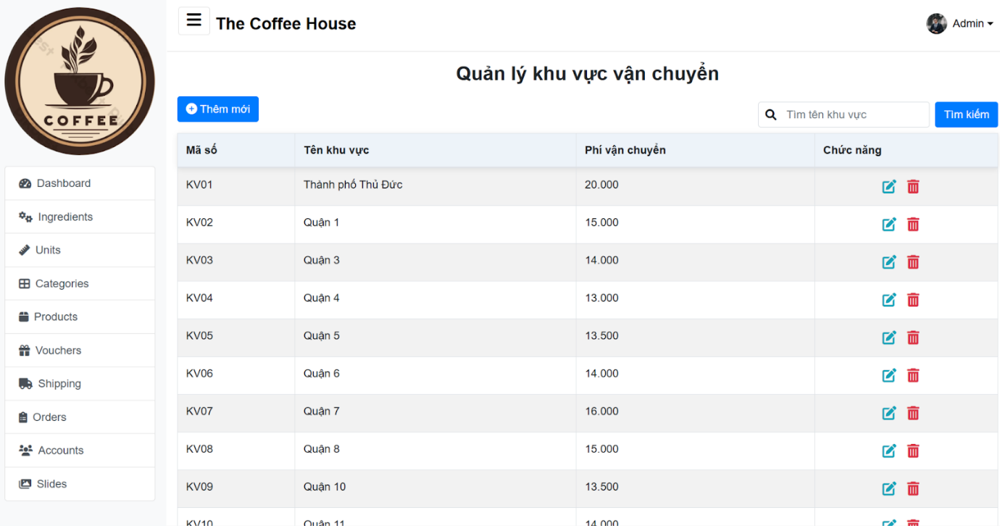 COFFEE
The Coffee House
Admin
Quản lý khu vực vận chuyển
Thêm mới
Tìm tên khu vực
Tìm kiếm
Dashboard
Ingredients
Units
Categories
Products
Vouchers
Shipping
Orders
Accounts
Slides
Mã số Tên khu vực Phí vận chuyển Chức năng
KV01 Thành phố Thủ Đức 20.000
KV02 Quận 1 15.000
KV03 Quận 3 14.000
KV04 Quận 4 13.000
KV05 Quận 5 13.500
KV06 Quận 6 14.000
KV07 Quận 7 16.000
KV08 Quận 8 15.000
KV09 Quận 10 13.500
KV10 Quận 11 14.000